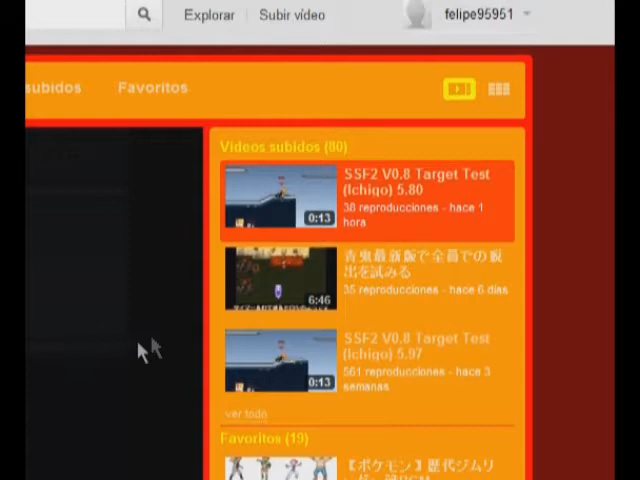 Explorar Subir vídeo felipe95951
subidos Favoritos
Vídeos subidos (80)
SSF2 V0.8 Target Test
(Ichigo) 5.80
38 reproducciones - hace 1
hora
0:13
青鬼最新版で全員での脱
出を試みる
35 reproducciones - hace 6 días
6:46
SSF2 V0.8 Target Test
(Ichigo) 5.97
561 reproducciones - hace 3
semanas
0:13
ver todo
Favoritos (19)
【ポケモン】歴代ジムリ